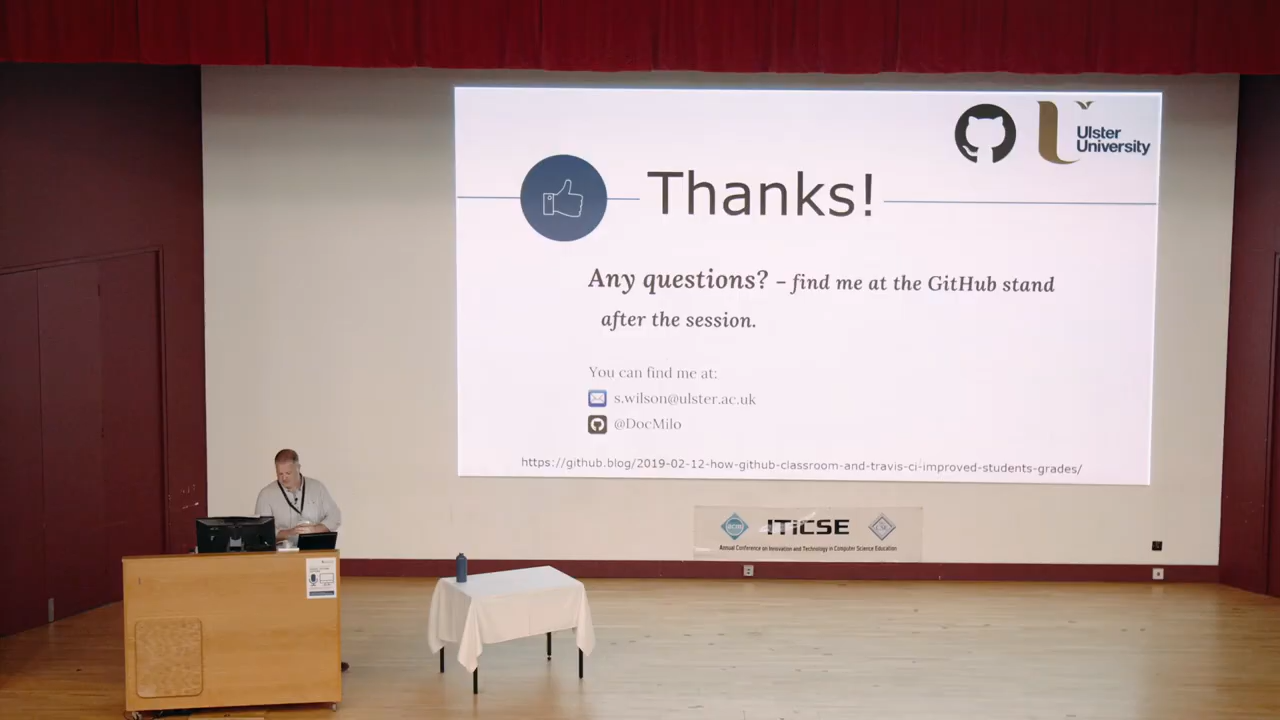 Ulster
University
Thanks!
Any questions? – find me at the GitHub stand
after the session.
You can find me at:
s.wilson@ulster.ac.uk
@DocMilo
https://github.blog/2019-02-12-how-github-classroom-and-travis-ci-improved-students-grades/
ITiCSE
Annual Conference on Innovation and Technology in Computer Science Education